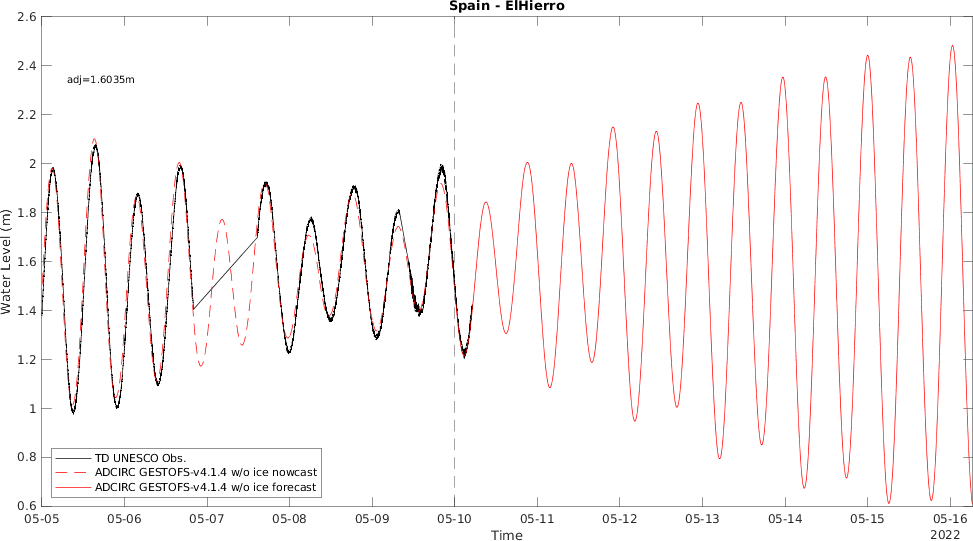 Spain - ElHierro
adj=1.6035m
Water Level (m)
2.6
2.4
2.2
2
1.8
1.6
1.4
1.2
1
0.8
0.6
TD UNESCO Obs.
ADCIRC GESTOFS-v4.1.4 w/o ice nowcast
ADCIRC GESTOFS-v4.1.4 w/o ice forecast
05-05 05-06 05-07 05-08 05-09 05-10 05-11 05-12 05-13 05-14 05-15 05-16
Time
2022